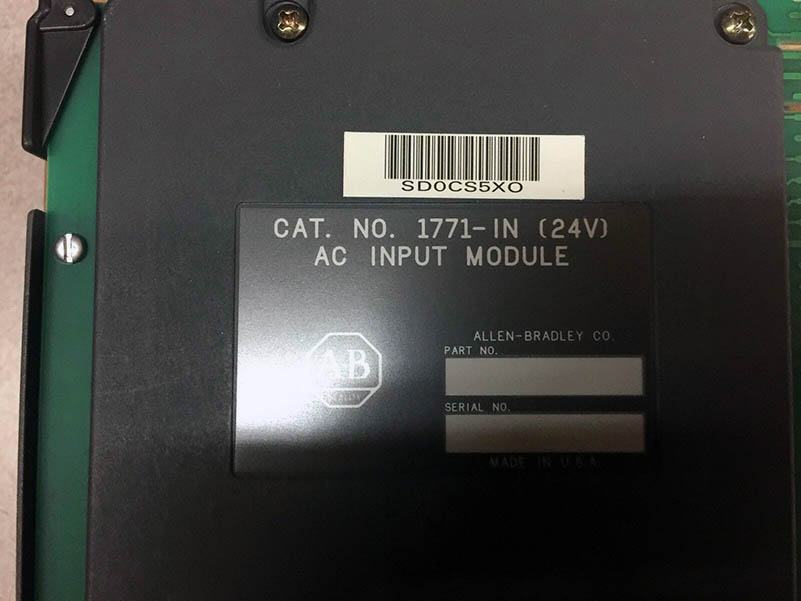 SD0CS5XO
CAT. NO. 1771-IN (24V)
AC INPUT MODULE
ALLEN-BRADLEY CO.
PART NO.
AB
SERIAL NO.
MADE IN U.S.A.